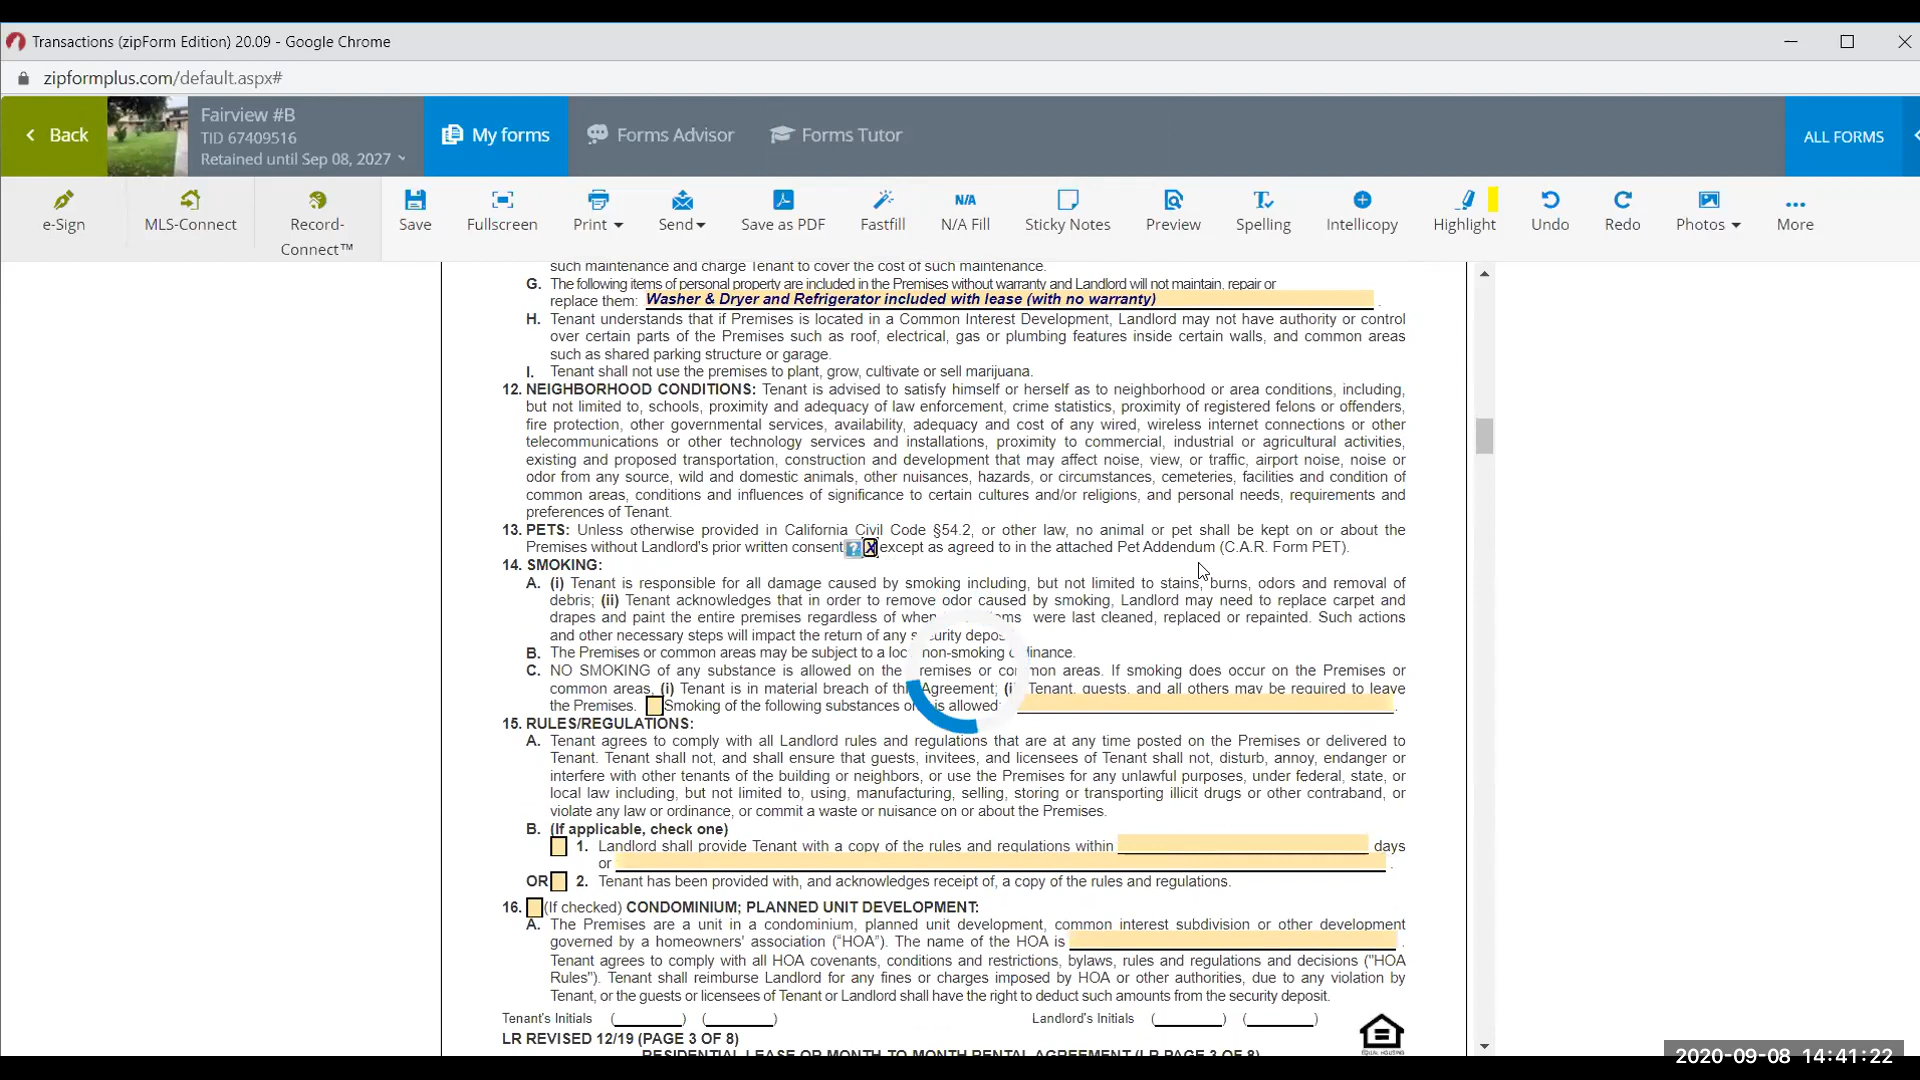 Transactions (zipForm Edition) 20.09 - Google Chrome
zipformplus.com/default.aspx#
Back
Fairview #B
TID 67409516
Retained until Sep 08, 2027
My forms
Forms Advisor
Forms Tutor
ALL FORMS
e-Sign
MLS-Connect
Record-
Connect™
Save
Fullscreen
Print
Send
Save as PDF
Fastfill
N/A
N/A Fill
Sticky Notes
Preview
Spelling
Intellicopy
Highlight
Undo
Redo
Photos
More
such maintenance and charge Tenant to cover the cost of such maintenance.
G. The following items of personal property are included in the Premises without warranty and Landlord will not maintain, repair or
replace them: Washer & Dryer and Refrigerator included with lease (with no warranty) .
H. Tenant understands that if Premises is located in a Common Interest Development, Landlord may not have authority or control
over certain parts of the Premises such as roof, electrical, gas or plumbing features inside certain walls, and common areas
such as shared parking structure or garage.
I. Tenant shall not use the premises to plant, grow, cultivate or sell marijuana.
12. NEIGHBORHOOD CONDITIONS: Tenant is advised to satisfy himself or herself as to neighborhood or area conditions, including,
but not limited to, schools, proximity and adequacy of law enforcement, crime statistics, proximity of registered felons or offenders,
fire protection, other governmental services, availability, adequacy and cost of any wired, wireless internet connections or other
telecommunications or other technology services and installations, proximity to commercial, industrial or agricultural activities,
existing and proposed transportation, construction and development that may affect noise, view, or traffic, airport noise, noise or
odor from any source, wild and domestic animals, other nuisances, hazards, or circumstances, cemeteries, facilities and condition of
common areas, conditions and influences of significance to certain cultures and/or religions, and personal needs, requirements and
preferences of Tenant.
13. PETS: Unless otherwise provided in California Civil Code §54.2, or other law, no animal or pet shall be kept on or about the
Premises without Landlord's prior written consent ? X except as agreed to in the attached Pet Addendum (C.A.R. Form PET).
14. SMOKING:
A. (i) Tenant is responsible for all damage caused by smoking including, but not limited to stains, burns, odors and removal of
debris; (ii) Tenant acknowledges that in order to remove odor caused by smoking, Landlord may need to replace carpet and
drapes and paint the entire premises regardless of when were last cleaned, replaced or repainted. Such actions
and other necessary steps will impact the return of any security
B. The Premises or common areas may be subject to a non-smoking
C. NO SMOKING of any substance is allowed on the Premises or common areas. If smoking does occur on the Premises or
common areas, (i) Tenant is in material breach of Agreement; Tenant, guests, and all others may be required to leave
the Premises. Smoking of the following substances is allowed: .
15. RULES/REGULATIONS:
A. Tenant agrees to comply with all Landlord rules and regulations that are at any time posted on the Premises or delivered to
Tenant. Tenant shall not, and shall ensure that guests, invitees, and licensees of Tenant shall not, disturb, annoy, endanger or
interfere with other tenants of the building or neighbors, or use the Premises for any unlawful purposes, under federal, state, or
local law including, but not limited to, using, manufacturing, selling, storing or transporting illicit drugs or other contraband, or
violate any law or ordinance, or commit a waste or nuisance on or about the Premises.
B. (If applicable, check one)
1. Landlord shall provide Tenant with a copy of the rules and regulations within days
or .
OR 2. Tenant has been provided with, and acknowledges receipt of, a copy of the rules and regulations.
16. (If checked) CONDOMINIUM; PLANNED UNIT DEVELOPMENT:
A. The Premises are a unit in a condominium, planned unit development, common interest subdivision or other development
governed by a homeowners' association (“HOA”). The name of the HOA is .
Tenant agrees to comply with all HOA covenants, conditions and restrictions, bylaws, rules and regulations and decisions ("HOA
Rules"). Tenant shall reimburse Landlord for any fines or charges imposed by HOA or other authorities, due to any violation by
Tenant, or the guests or licensees of Tenant or Landlord shall have the right to deduct such amounts from the security deposit.
Tenant's Initials ( ) ( ) Landlord's Initials ( ) ( )
LR REVISED 12/19 (PAGE 3 OF 8)
RESIDENTIAL LEASE OR MONTH-TO-MONTH RENTAL AGREEMENT (LR PAGE 3 OF 8)
2020-09-08 14:41:22